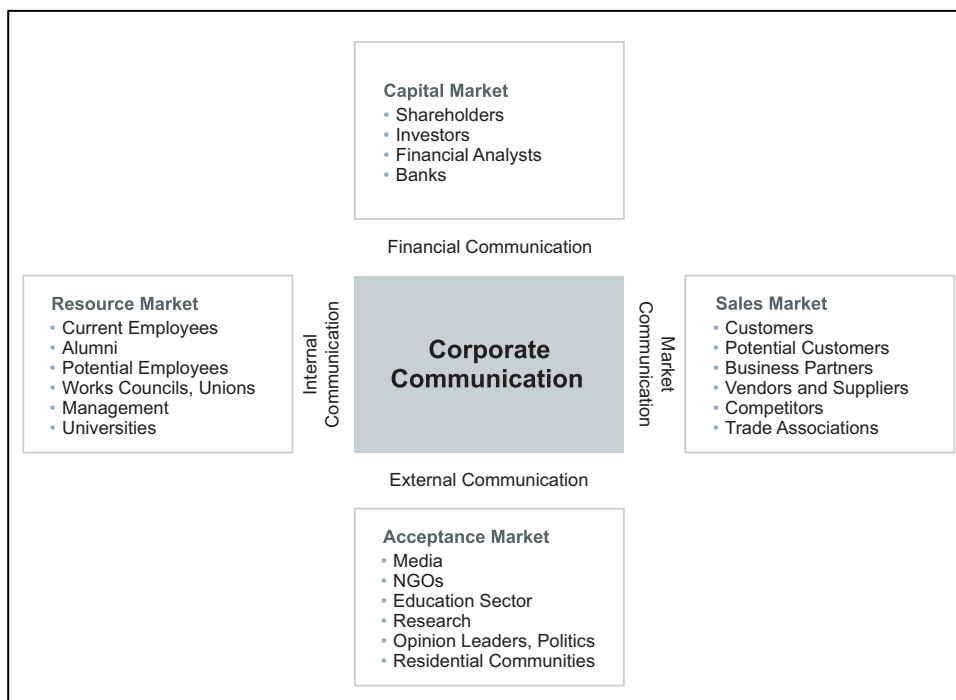 Capital Market
• Shareholders
• Investors
• Financial Analysts
• Banks
Financial Communication
Resource Market
• Current Employees
• Alumni
• Potential Employees
• Works Councils, Unions
• Management
• Universities
Internal
Communication
Corporate
Communication
Market
Communication
Sales Market
• Customers
• Potential Customers
• Business Partners
• Vendors and Suppliers
• Competitors
• Trade Associations
External Communication
Acceptance Market
• Media
• NGOs
• Education Sector
• Research
• Opinion Leaders, Politics
• Residential Communities